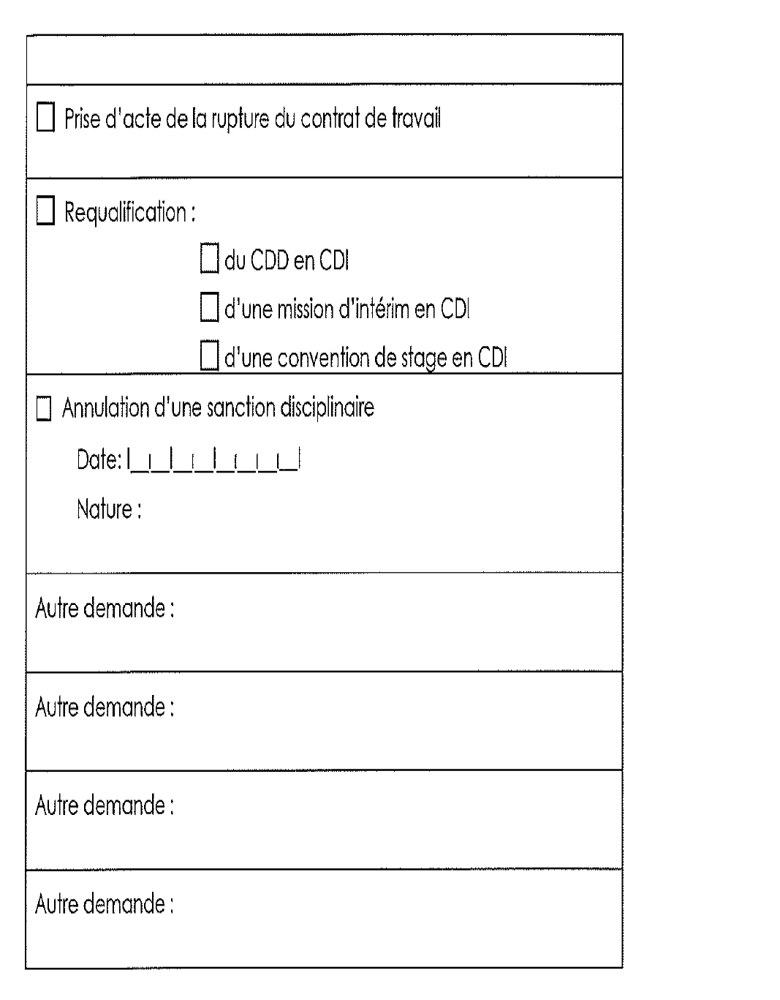 Prise d'acte de la rupture du contrat de travail
Requalification :
du CDD en CDI
d'une mission d'intérim en CDI
d'une convention de stage en CDI
Annulation d'une sanction disciplinaire
Date: |_|_|_|_|_|_|_|_|
Nature :
Autre demande :
Autre demande :
Autre demande :
Autre demande :